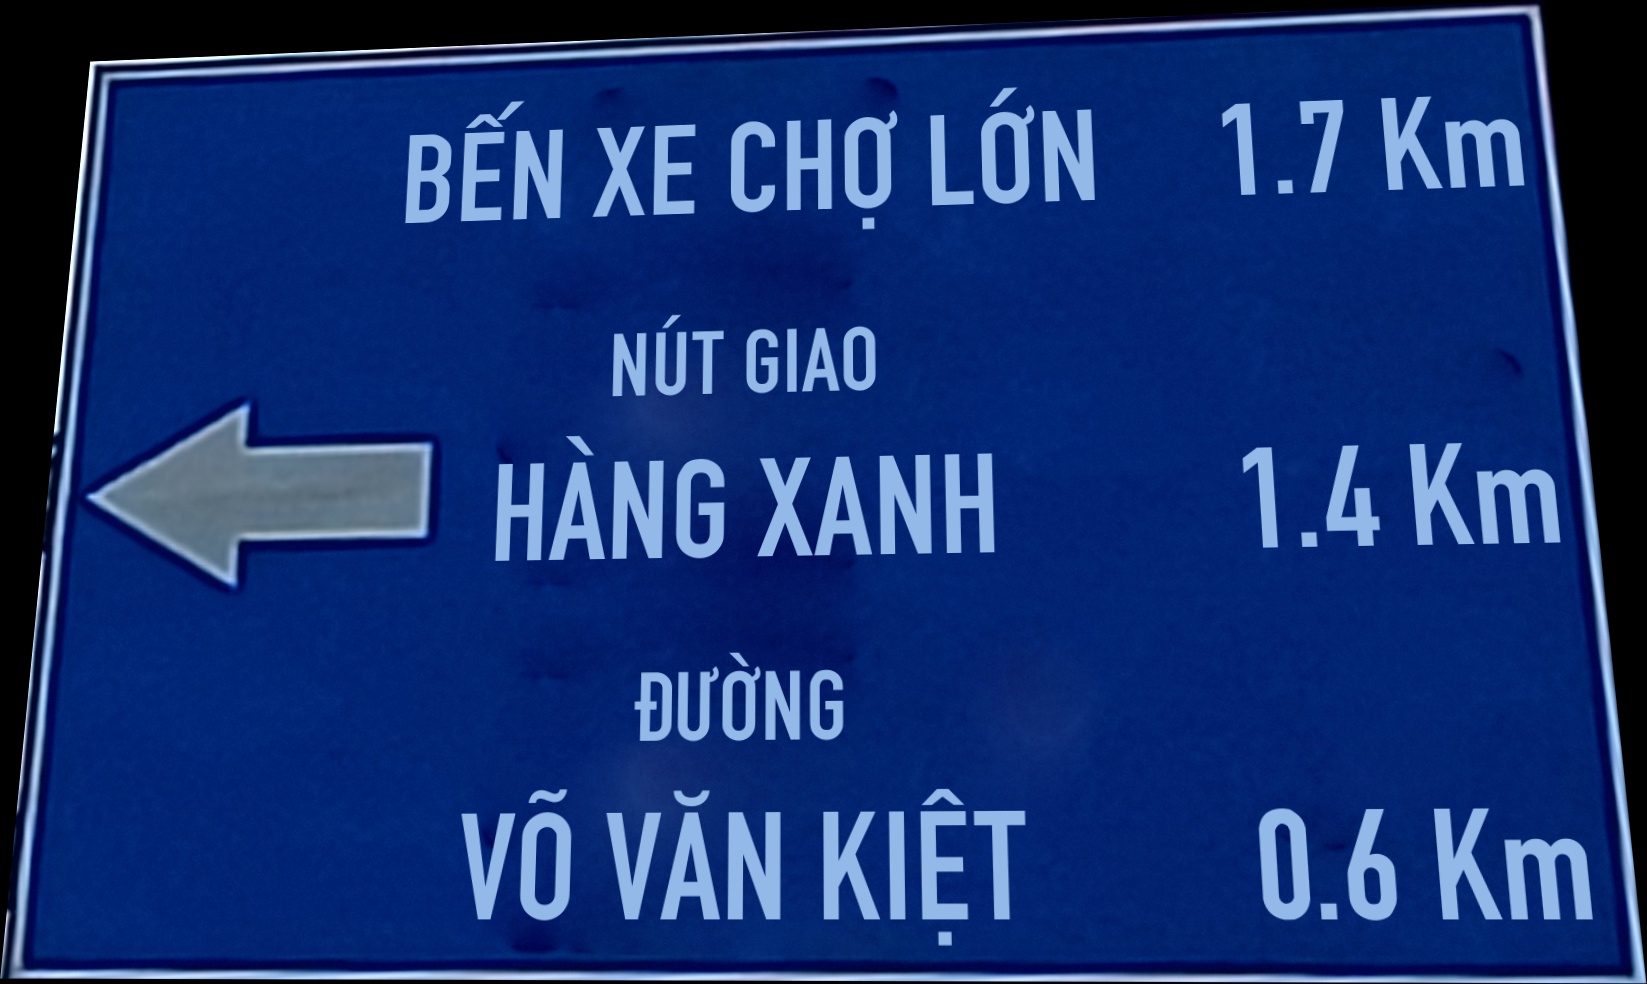 BẾN XE CHỢ LỚN 1.7 Km
NÚT GIAO
HÀNG XANH 1.4 Km
ĐƯỜNG
VÕ VĂN KIỆT 0.6 Km